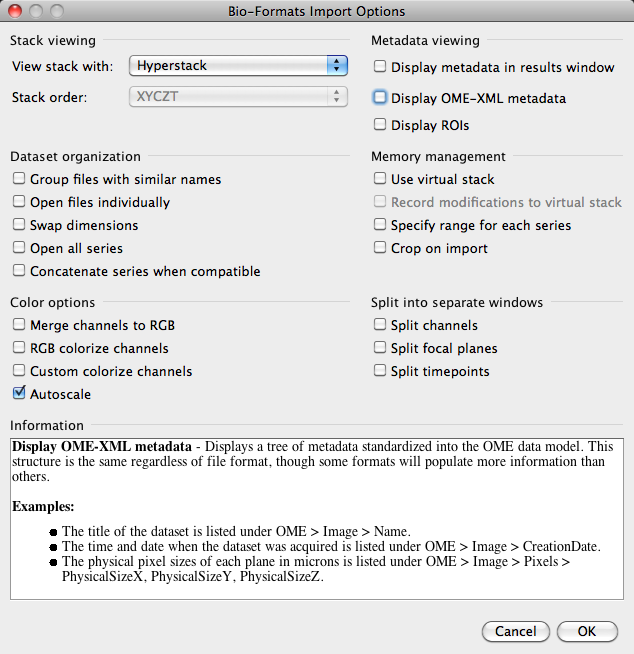 Bio-Formats Import Options
Stack viewing
View stack with: Hyperstack
Stack order: XYCZT
Metadata viewing
Display metadata in results window
Display OME-XML metadata
Display ROIs
Dataset organization
Group files with similar names
Open files individually
Swap dimensions
Open all series
Concatenate series when compatible
Memory management
Use virtual stack
Record modifications to virtual stack
Specify range for each series
Crop on import
Color options
Merge channels to RGB
RGB colorize channels
Custom colorize channels
Autoscale
Split into separate windows
Split channels
Split focal planes
Split timepoints
Information
Display OME-XML metadata - Displays a tree of metadata standardized into the OME data model. This
structure is the same regardless of file format, though some formats will populate more information than
others.
Examples:
● The title of the dataset is listed under OME > Image > Name.
● The time and date when the dataset was acquired is listed under OME > Image > CreationDate.
● The physical pixel sizes of each plane in microns is listed under OME > Image > Pixels >
PhysicalSizeX, PhysicalSizeY, PhysicalSizeZ.
Cancel OK